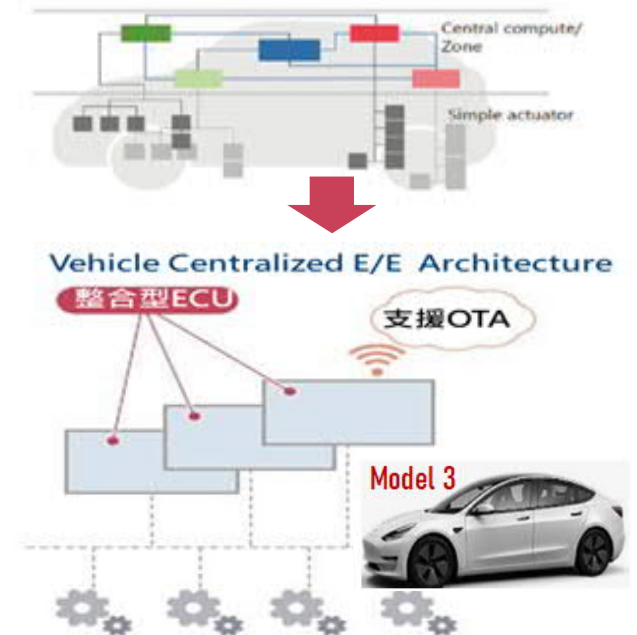 Central compute/
Zone
Simple actuator
Vehicle Centralized E/E Architecture
整合型ECU
支援OTA
Model 3